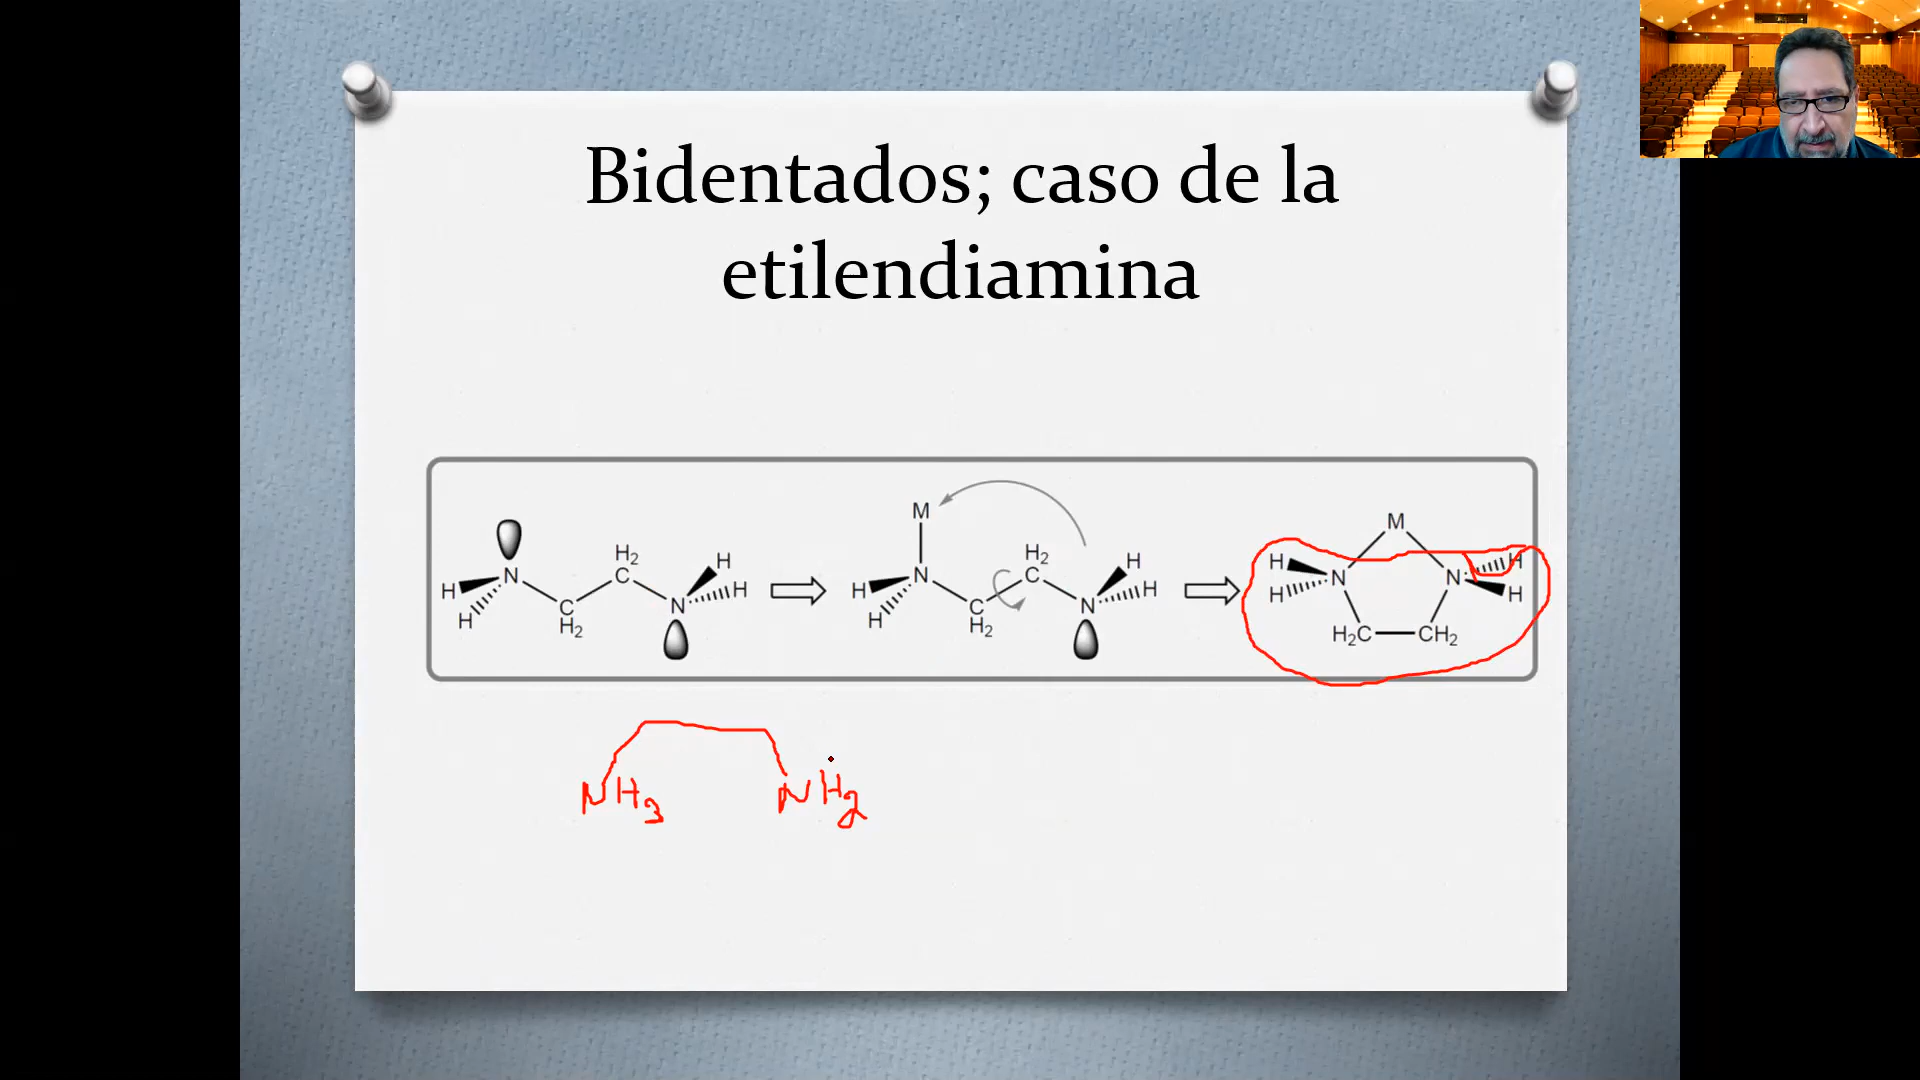 Bidentados; caso de la
etilendiamina
H N H H2 C C H2 N H H
M N H H C H2 H2 C N H H
M H H N N H H H2C CH2
NH3 NH2